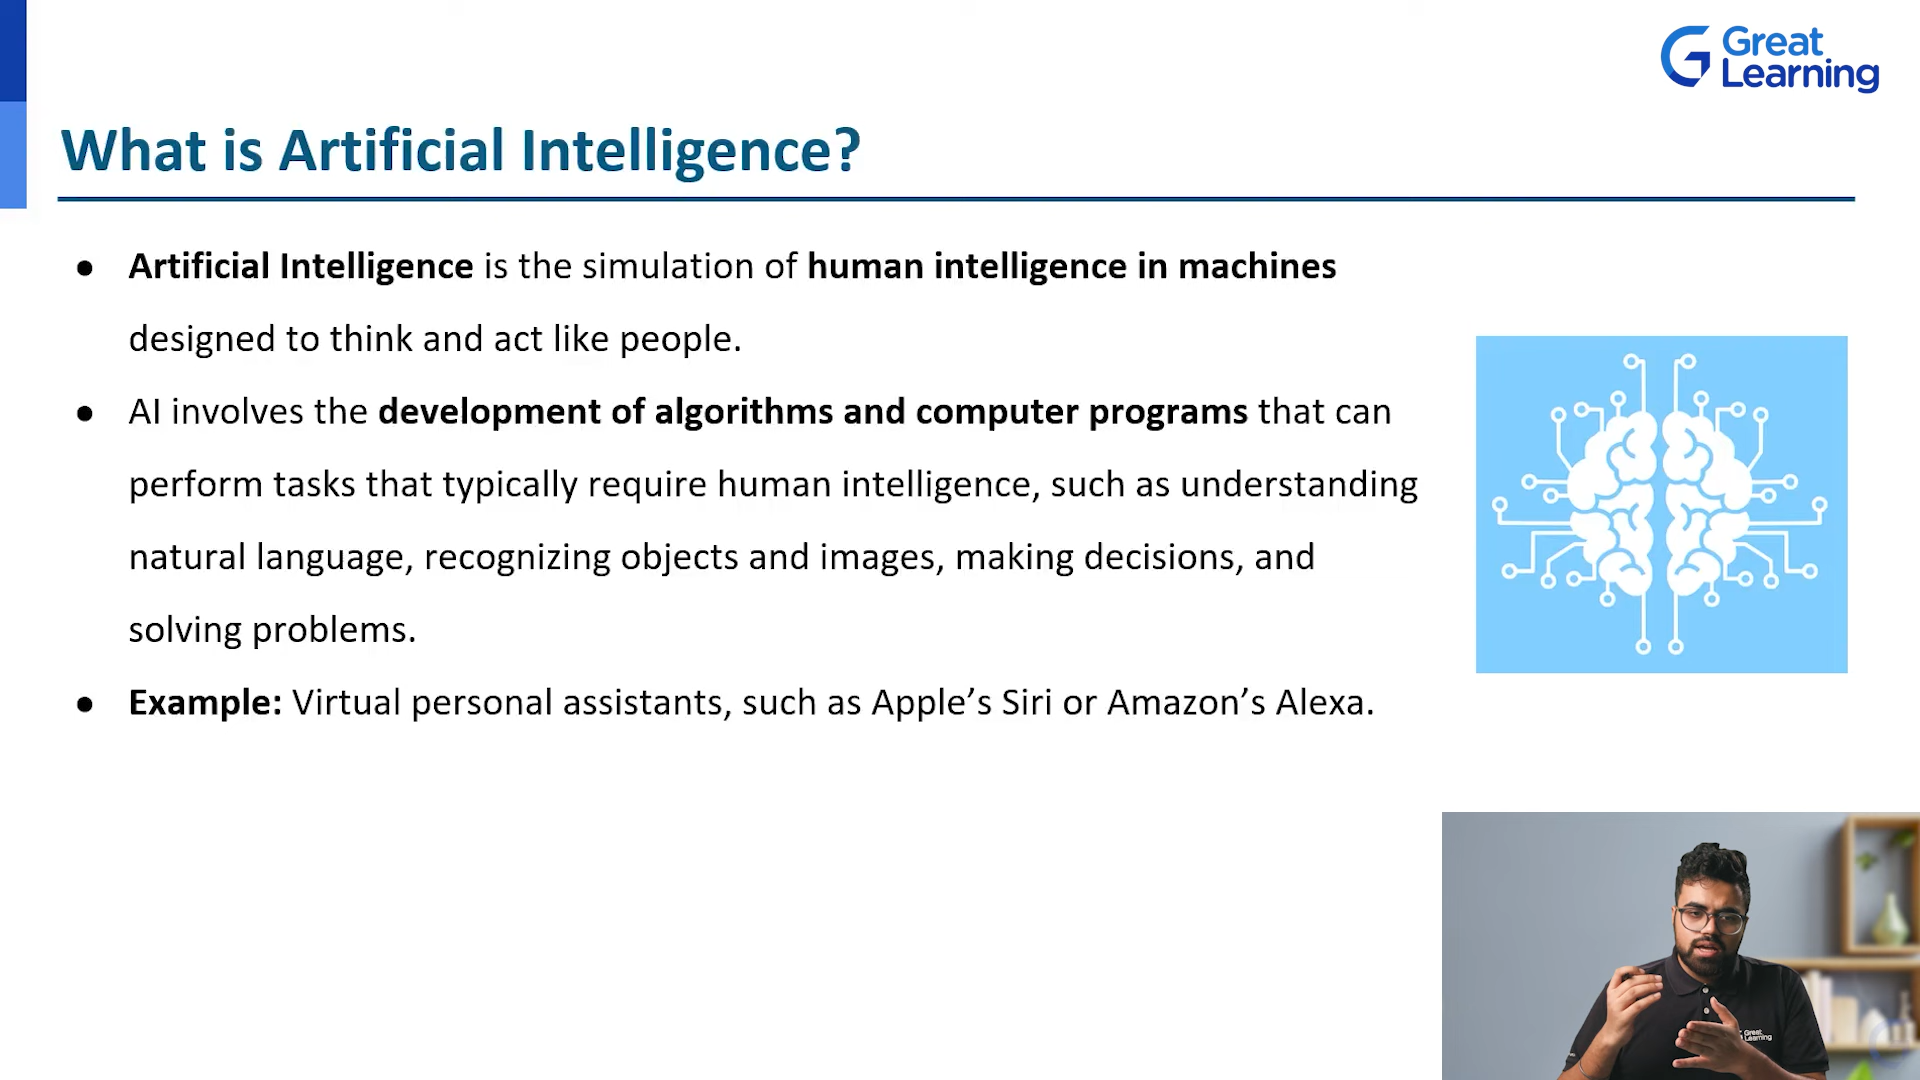 Great
Learning
What is Artificial Intelligence?
● Artificial Intelligence is the simulation of human intelligence in machines
designed to think and act like people.
● AI involves the development of algorithms and computer programs that can
perform tasks that typically require human intelligence, such as understanding
natural language, recognizing objects and images, making decisions, and
solving problems.
● Example: Virtual personal assistants, such as Apple’s Siri or Amazon’s Alexa.
Great
Learning